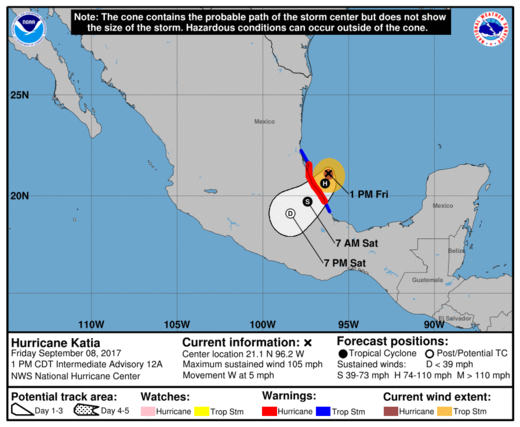 Note: The cone contains the probable path of the storm center but does not show
the size of the storm. Hazardous conditions can occur outside of the cone.
NOAA
NATIONAL WEATHER SERVICE
25N
Mexico
1 PM Fri
H
20N
S
Mexico
D
7 AM Sat
Belize
7 PM Sat
Guatemala
El Salvador
110W 105W 100W 95W 90W
Hurricane Katia
Friday September 08, 2017
1 PM CDT Intermediate Advisory 12A
NWS National Hurricane Center
Current information: x
Center location 21.1 N 96.2 W
Maximum sustained wind 105 mph
Movement W at 5 mph
Forecast positions:
Tropical Cyclone Post/Potential TC
Sustained winds: D < 39 mph
S 39-73 mph H 74-110 mph M > 110 mph
Potential track area:
Day 1-3 Day 4-5
Watches:
Hurricane Trop Stm
Warnings:
Hurricane Trop Stm
Current wind extent:
Hurricane Trop Stm